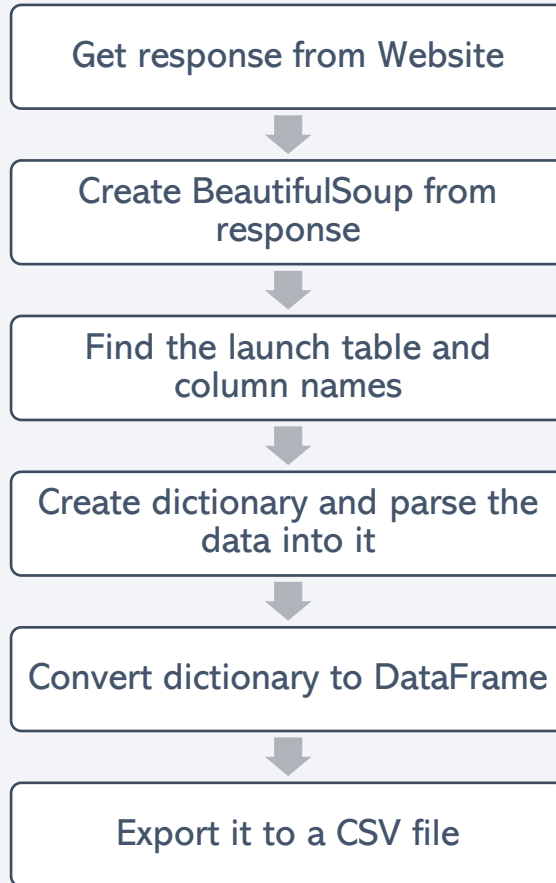 Get response from Website
Create BeautifulSoup from
response
Find the launch table and
column names
Create dictionary and parse the
data into it
Convert dictionary to DataFrame
Export it to a CSV file